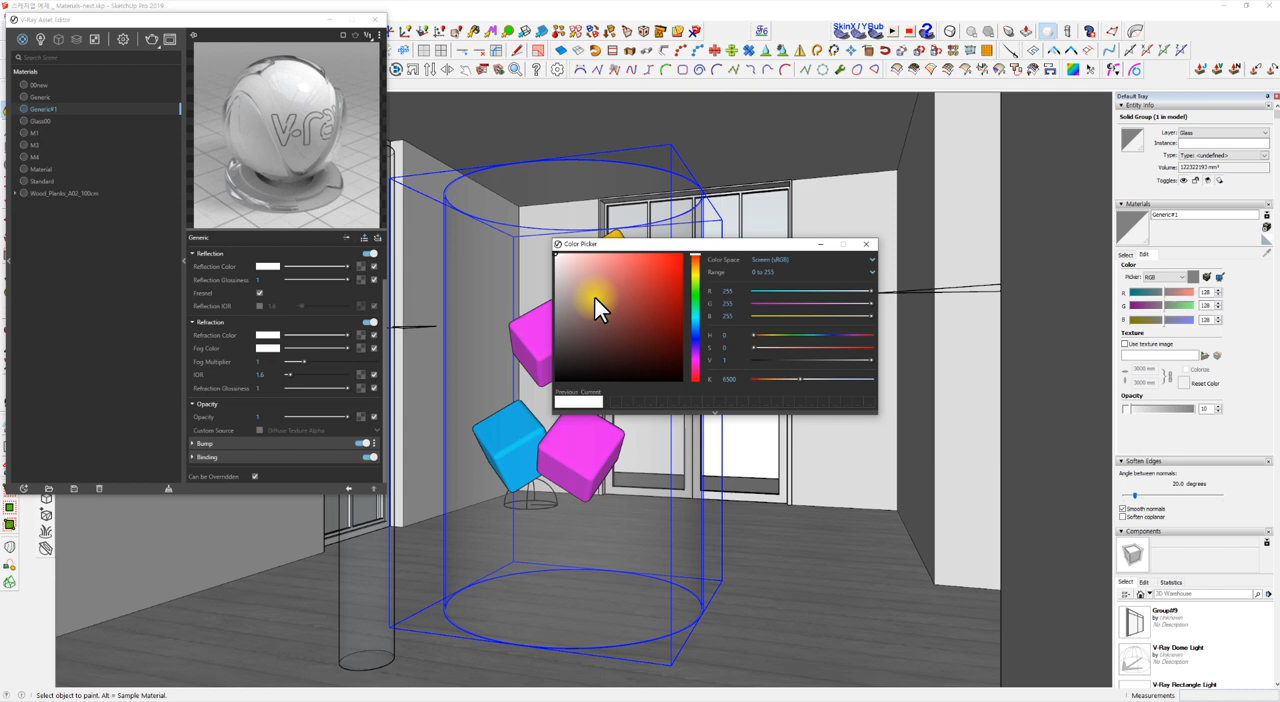 스케치업 예제 _ Materials-next.skp - SketchUp Pro 2019
V-Ray Asset Editor
Search Scene
Materials
00new
Generic
Generic#1
Glass00
M1
M3
M4
Material
Standard
Wood_Planks_A02_100cm
Generic
Reflection
Reflection Color
Reflection Glossiness 1
Fresnel
Reflection IOR 1.6
Refraction
Refraction Color
Fog Color
Fog Multiplier 1
IOR 1.6
Refraction Glossiness 1
Opacity
Opacity 1
Custom Source Diffuse Texture Alpha
Bump
Binding
Can be Overridden
SkinX/YBub
Color Picker
Color Space Screen (sRGB)
Range 0 to 255
R 255
G 255
B 255
H 0
S 0
V 1
K 6500
Previous Current
Default Tray
Entity Info
Solid Group (1 in model)
Layer: Glass
Instance:
Type: Type: <undefined>
Volume: 122322193 mm³
Toggles:
Materials
Generic#1
Select Edit
Color
Picker: RGB
R 128
G 128
B 128
Texture
Use texture image
3000 mm Colorize
3000 mm Reset Color
Opacity
10
Soften Edges
Angle between normals:
20.0 degrees
Smooth normals
Soften coplanar
Components
Select Edit Statistics
3D Warehouse
Group#9
by Unknown
No Description
V-Ray Dome Light
by Unknown
No Description
V-Ray Rectangle Light
Select object to paint. Alt = Sample Material.
Measurements